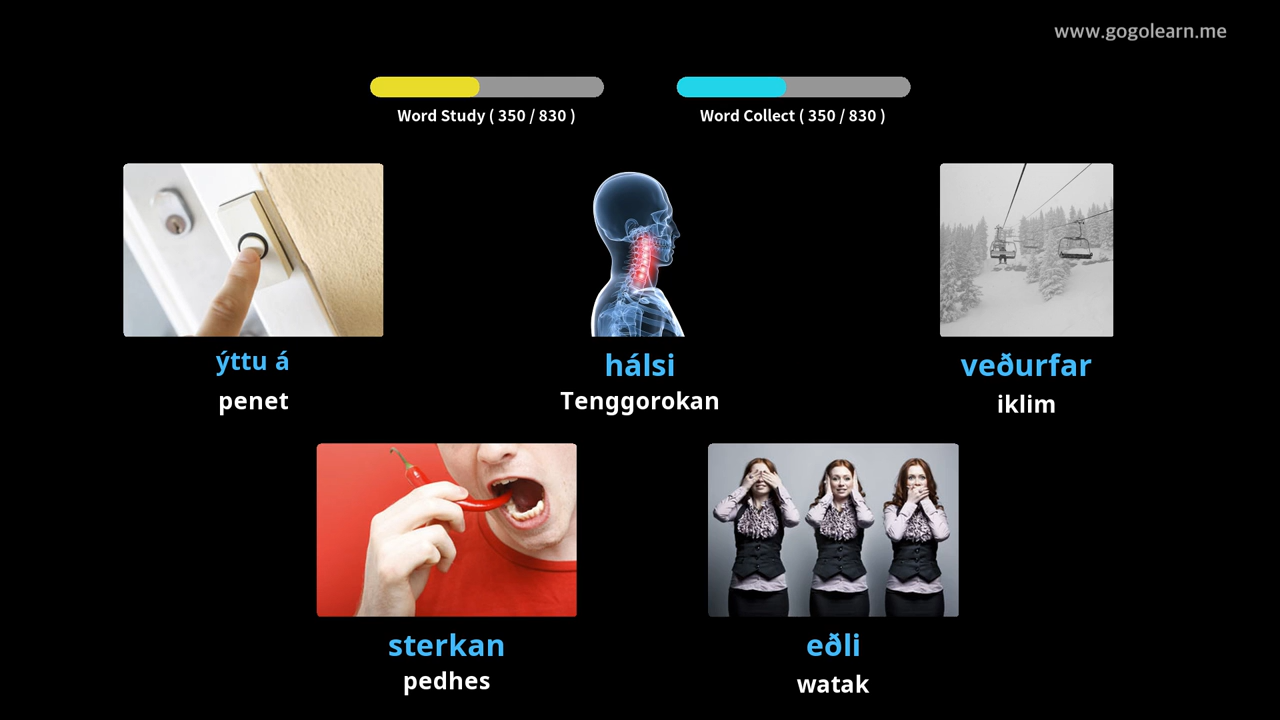 www.gogolearn.me
Word Study ( 350 / 830 )
Word Collect ( 350 / 830 )
ýttu á
penet
hálsi
Tenggorokan
veðurfar
iklim
sterkan
pedhes
eðli
watak